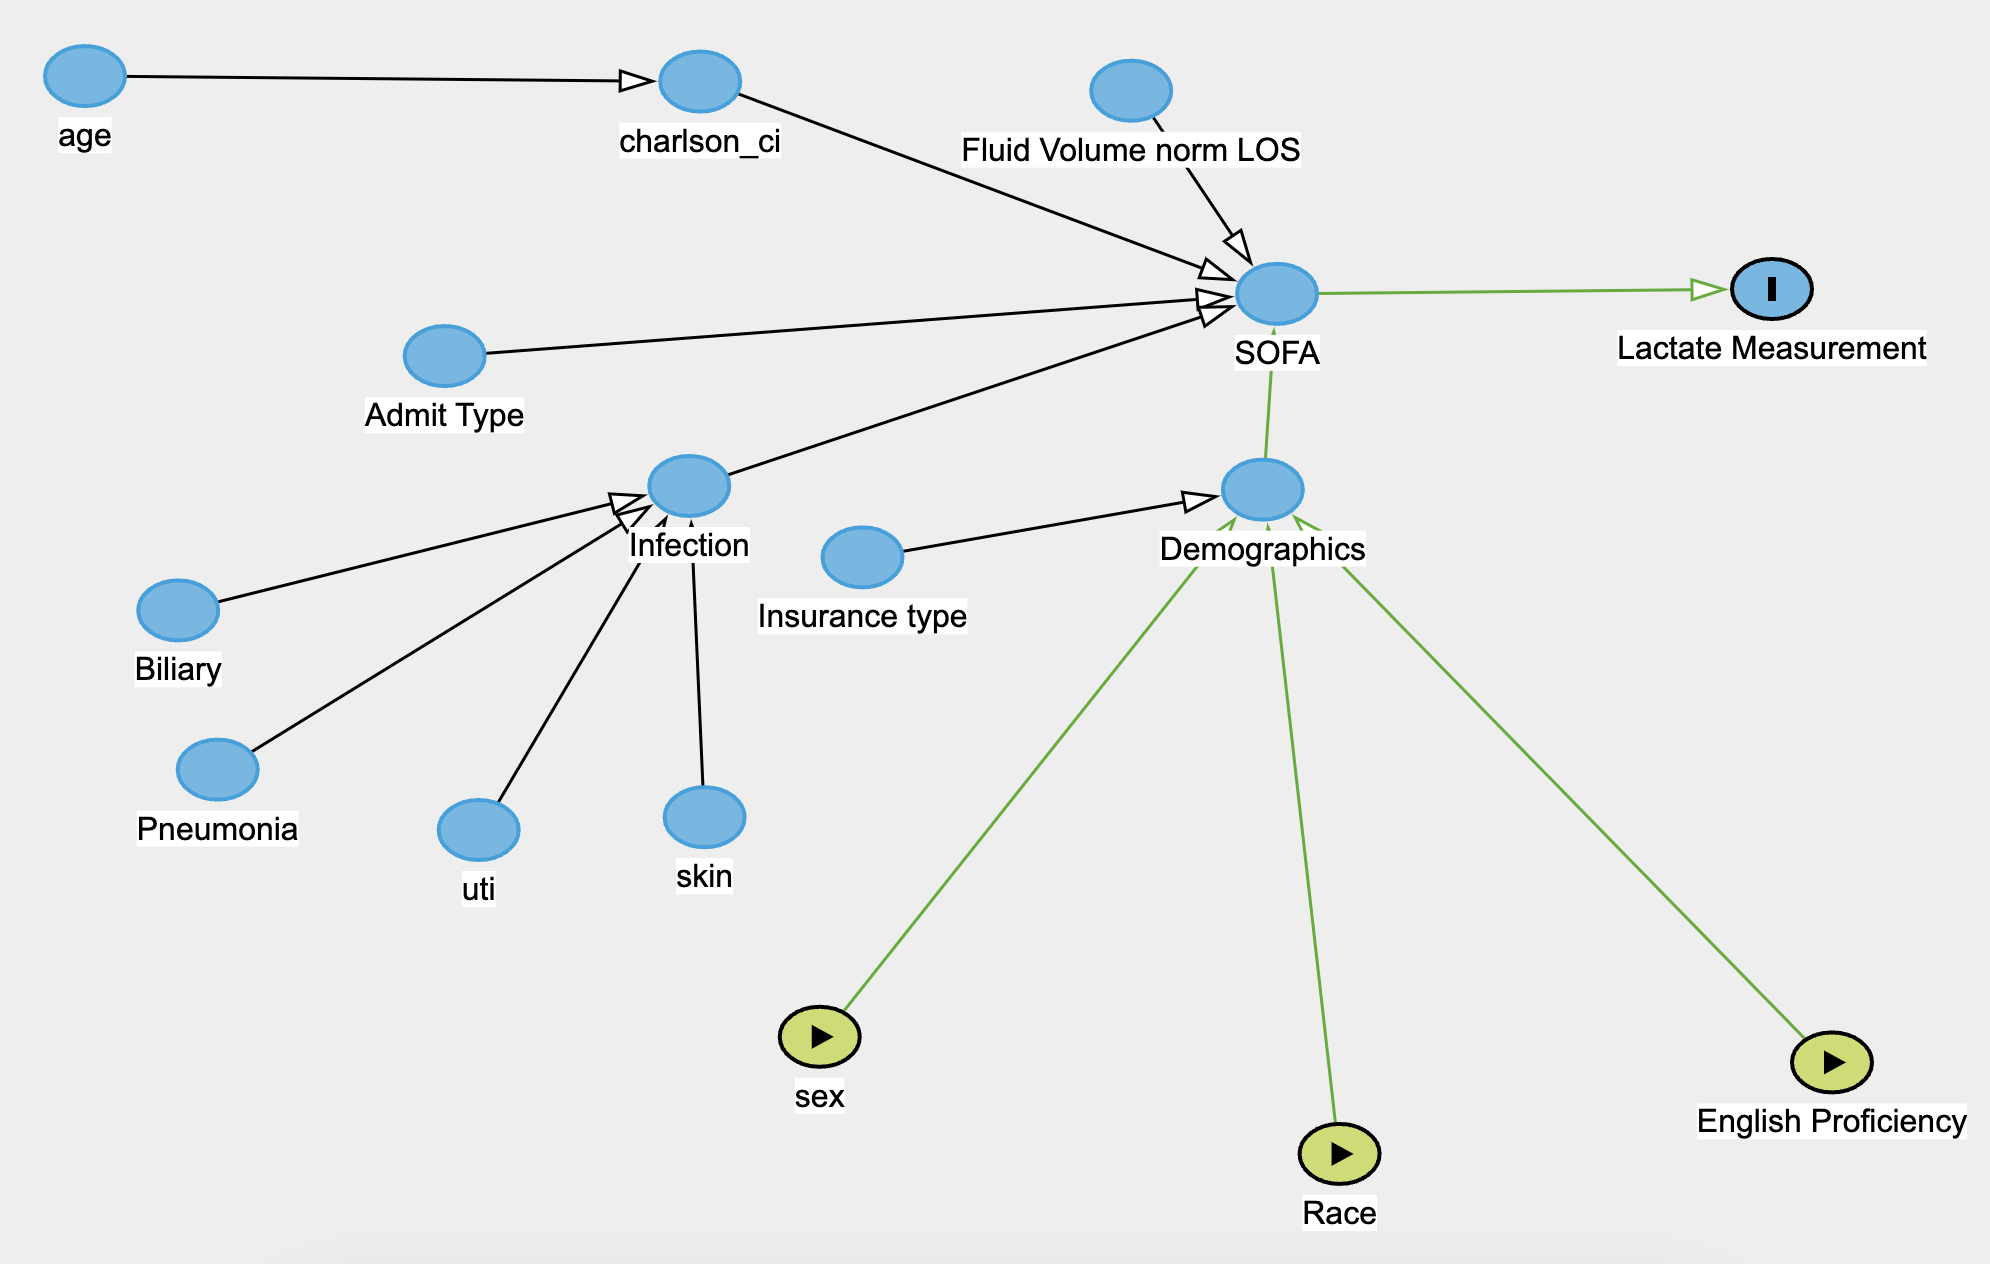 age
charlson_ci
Fluid Volume norm LOS
SOFA
Lactate Measurement
Admit Type
Infection
Demographics
Insurance type
Biliary
Pneumonia
uti
skin
sex
English Proficiency
Race